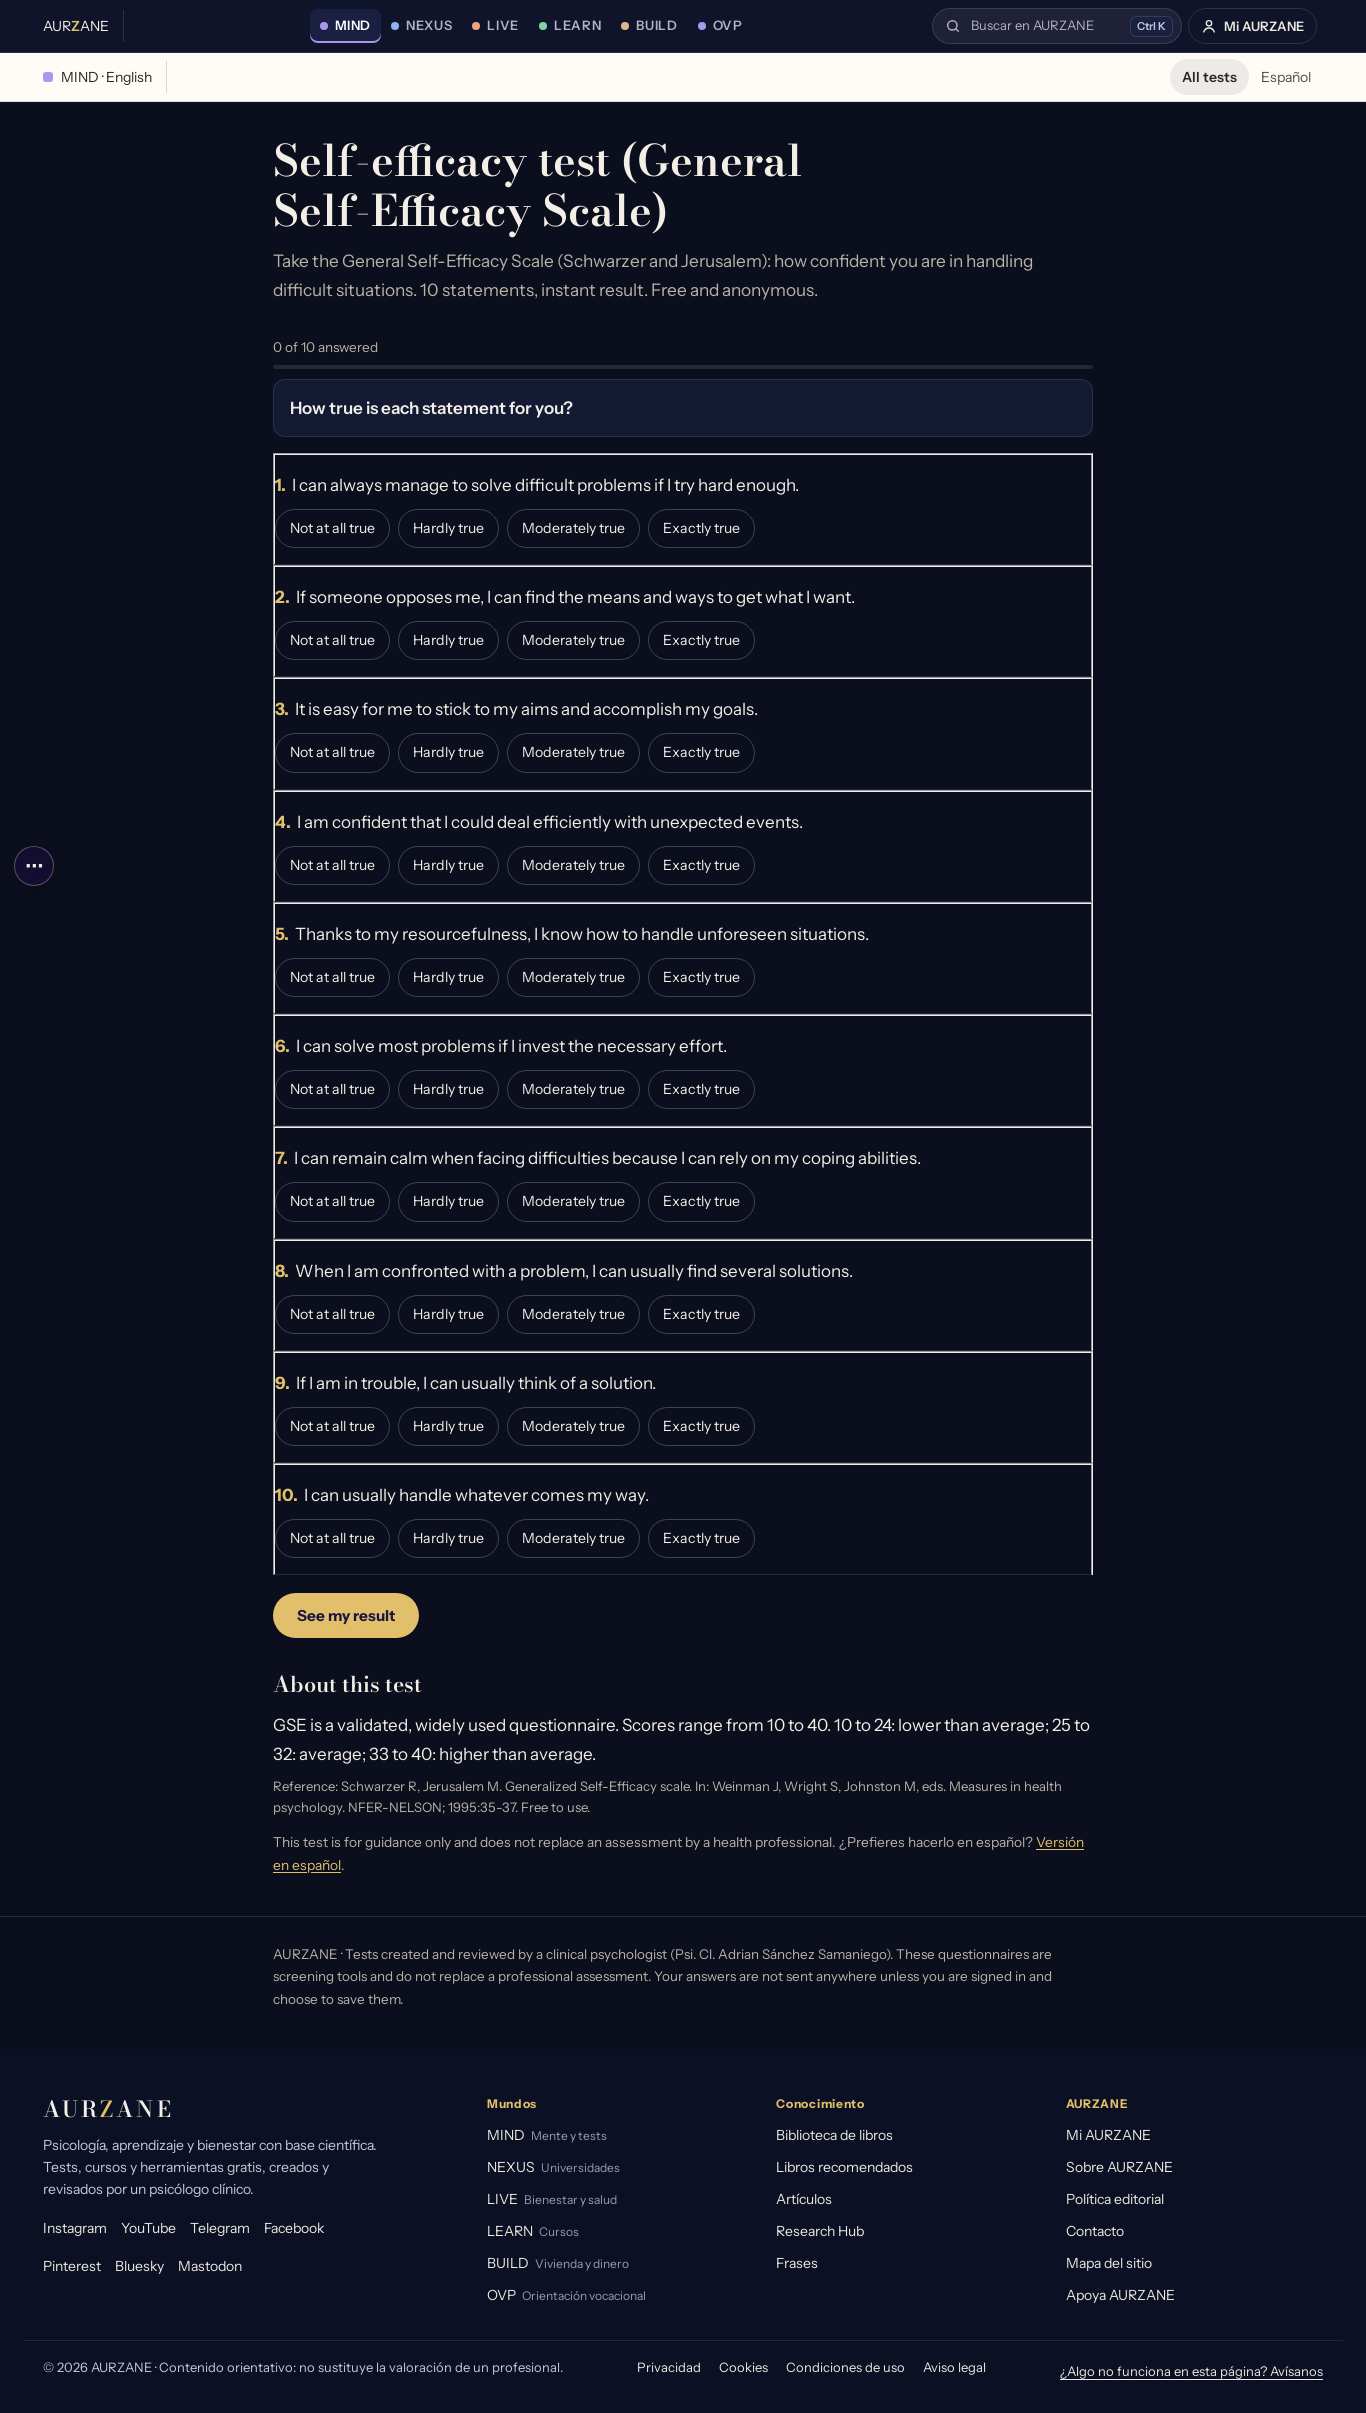 AURZANE
MIND
NEXUS
LIVE
LEARN
BUILD
OVP
Buscar en AURZANE
Ctrl K
Mi AURZANE
MIND · English
All tests
Español
Self-efficacy test (General
Self-Efficacy Scale)
Take the General Self-Efficacy Scale (Schwarzer and Jerusalem): how confident you are in handling
difficult situations. 10 statements, instant result. Free and anonymous.
0 of 10 answered
How true is each statement for you?
1. I can always manage to solve difficult problems if I try hard enough.
Not at all true Hardly true Moderately true Exactly true
2. If someone opposes me, I can find the means and ways to get what I want.
Not at all true Hardly true Moderately true Exactly true
3. It is easy for me to stick to my aims and accomplish my goals.
Not at all true Hardly true Moderately true Exactly true
4. I am confident that I could deal efficiently with unexpected events.
Not at all true Hardly true Moderately true Exactly true
5. Thanks to my resourcefulness, I know how to handle unforeseen situations.
Not at all true Hardly true Moderately true Exactly true
6. I can solve most problems if I invest the necessary effort.
Not at all true Hardly true Moderately true Exactly true
7. I can remain calm when facing difficulties because I can rely on my coping abilities.
Not at all true Hardly true Moderately true Exactly true
8. When I am confronted with a problem, I can usually find several solutions.
Not at all true Hardly true Moderately true Exactly true
9. If I am in trouble, I can usually think of a solution.
Not at all true Hardly true Moderately true Exactly true
10. I can usually handle whatever comes my way.
Not at all true Hardly true Moderately true Exactly true
See my result
About this test
GSE is a validated, widely used questionnaire. Scores range from 10 to 40. 10 to 24: lower than average; 25 to
32: average; 33 to 40: higher than average.
Reference: Schwarzer R, Jerusalem M. Generalized Self-Efficacy scale. In: Weinman J, Wright S, Johnston M, eds. Measures in health
psychology. NFER-NELSON; 1995:35-37. Free to use.
This test is for guidance only and does not replace an assessment by a health professional. ¿Prefieres hacerlo en español? Versión
en español.
AURZANE · Tests created and reviewed by a clinical psychologist (Psi. Cl. Adrian Sánchez Samaniego). These questionnaires are
screening tools and do not replace a professional assessment. Your answers are not sent anywhere unless you are signed in and
choose to save them.
AURZANE
Psicología, aprendizaje y bienestar con base científica.
Tests, cursos y herramientas gratis, creados y
revisados por un psicólogo clínico.
Instagram YouTube Telegram Facebook
Pinterest Bluesky Mastodon
Mundos
MIND Mente y tests
NEXUS Universidades
LIVE Bienestar y salud
LEARN Cursos
BUILD Vivienda y dinero
OVP Orientación vocacional
Conocimiento
Biblioteca de libros
Libros recomendados
Artículos
Research Hub
Frases
AURZANE
Mi AURZANE
Sobre AURZANE
Política editorial
Contacto
Mapa del sitio
Apoya AURZANE
© 2026 AURZANE · Contenido orientativo: no sustituye la valoración de un profesional.
Privacidad Cookies Condiciones de uso Aviso legal
¿Algo no funciona en esta página? Avísanos